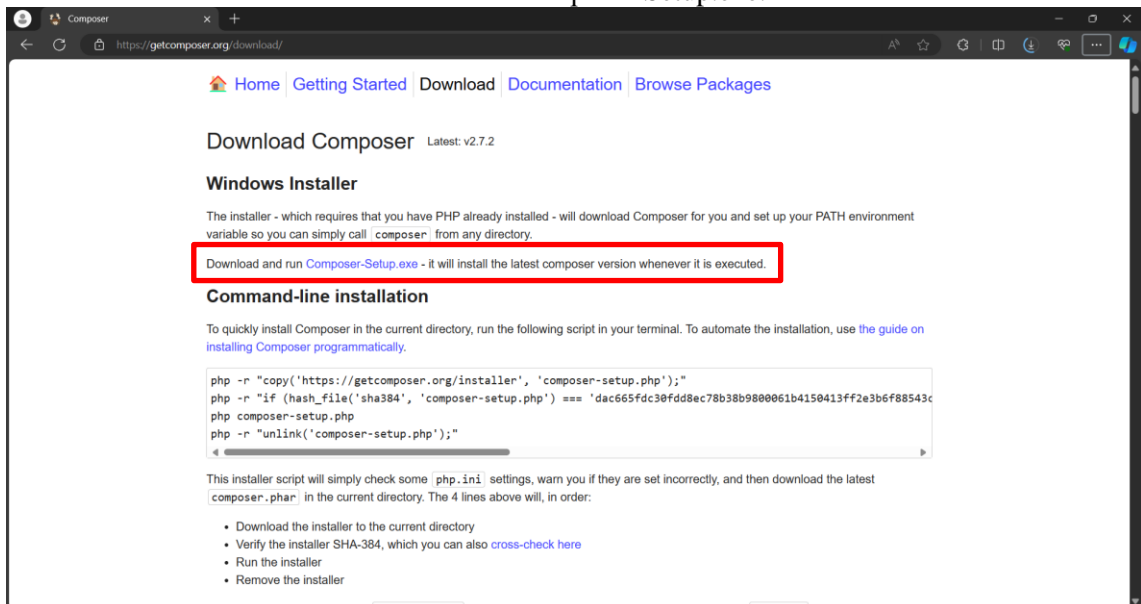 Composer
https://getcomposer.org/download/
Home Getting Started Download Documentation Browse Packages
Download Composer Latest: v2.7.2
Windows Installer
The installer - which requires that you have PHP already installed - will download Composer for you and set up your PATH environment
variable so you can simply call composer from any directory.
Download and run Composer-Setup.exe - it will install the latest composer version whenever it is executed.
Command-line installation
To quickly install Composer in the current directory, run the following script in your terminal. To automate the installation, use the guide on
installing Composer programmatically.
php -r "copy('https://getcomposer.org/installer', 'composer-setup.php');"
php -r "if (hash_file('sha384', 'composer-setup.php') === 'dac665fdc30fdd8ec78b38b9800061b4150413ff2e3b6f88543c
php composer-setup.php
php -r "unlink('composer-setup.php');"
This installer script will simply check some php.ini settings, warn you if they are set incorrectly, and then download the latest
composer.phar in the current directory. The 4 lines above will, in order:
• Download the installer to the current directory
• Verify the installer SHA-384, which you can also cross-check here
• Run the installer
• Remove the installer